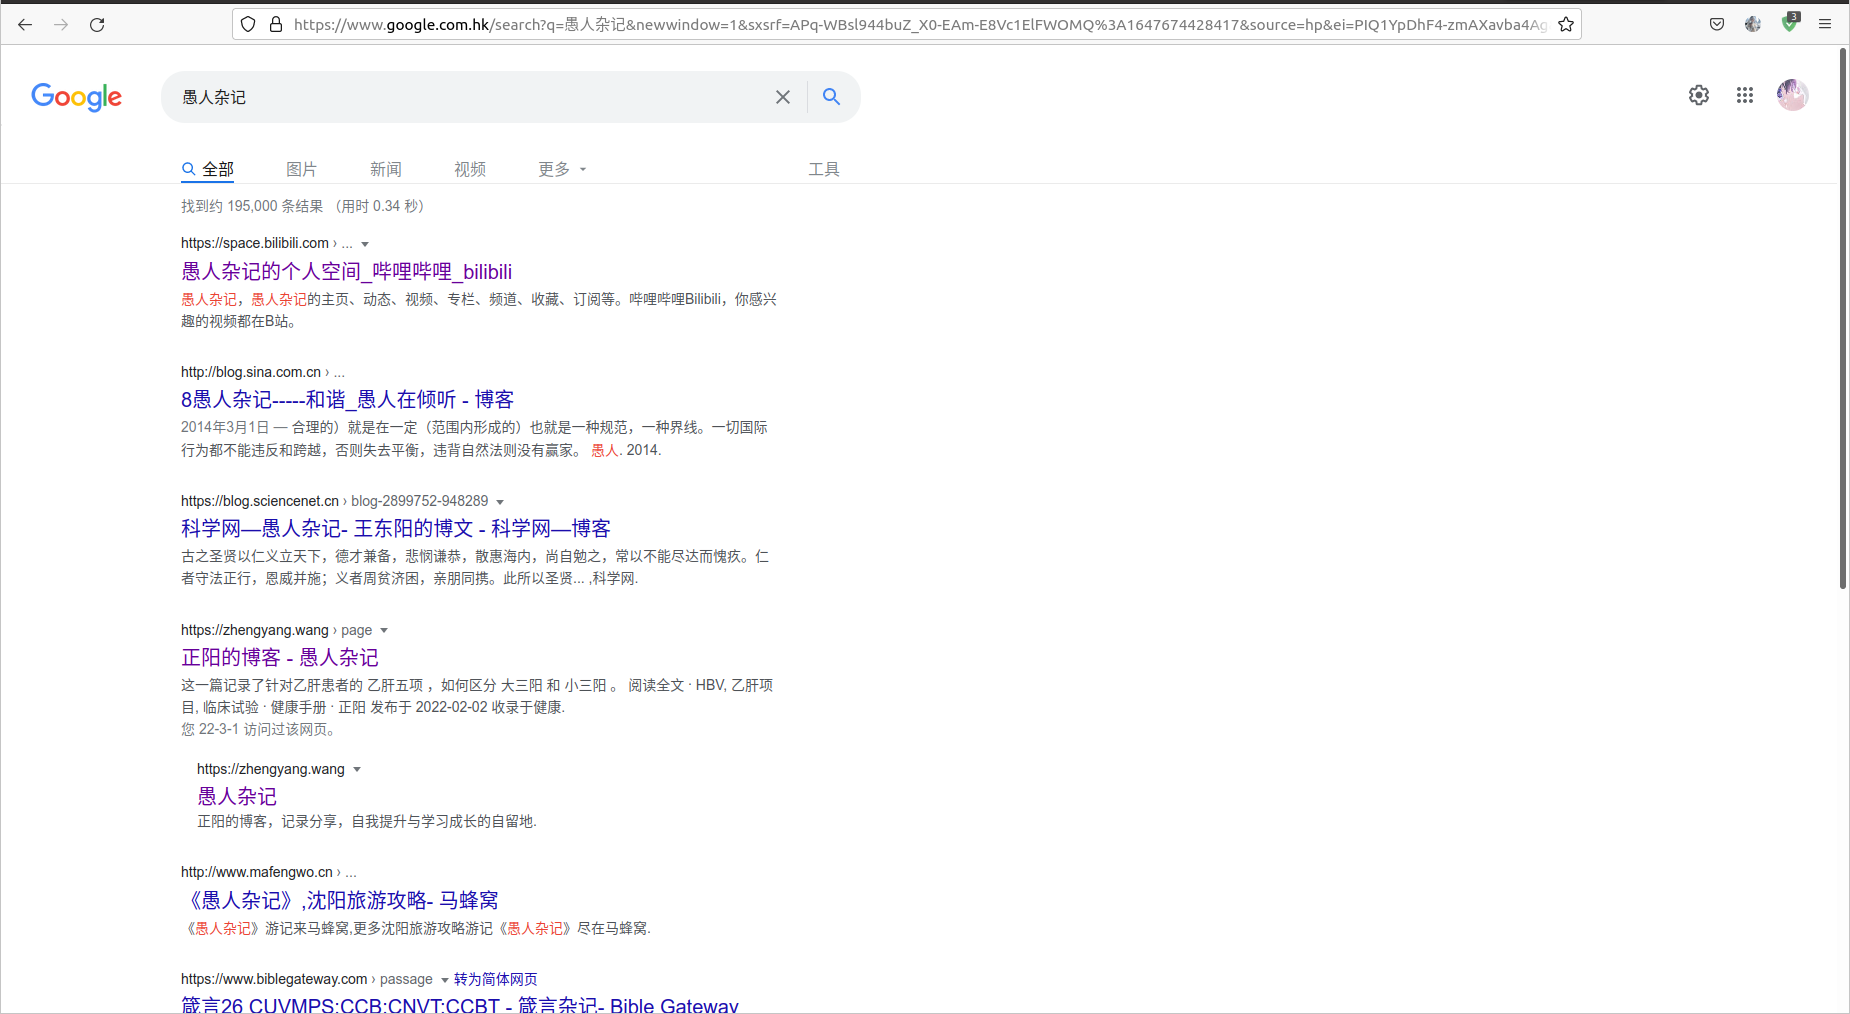 https://www.google.com.hk/search?q=愚人杂记&newwindow=1&sxsrf=APq-WBsl944buZ_X0-EAm-E8Vc1ElFWOMQ%3A1647674428417&source=hp&ei=PIQ1YpDhF4-zmAXavba4Ag
3
Google
愚人杂记
全部 图片 新闻 视频 更多 工具
找到约 195,000 条结果 （用时 0.34 秒）
https://space.bilibili.com › ...
愚人杂记的个人空间_哔哩哔哩_bilibili
愚人杂记，愚人杂记的主页、动态、视频、专栏、频道、收藏、订阅等。哔哩哔哩Bilibili，你感兴
趣的视频都在B站。
http://blog.sina.com.cn › ...
8愚人杂记-----和谐_愚人在倾听 - 博客
2014年3月1日 — 合理的）就是在一定（范围内形成的）也就是一种规范，一种界线。一切国际
行为都不能违反和跨越，否则失去平衡，违背自然法则没有赢家。 愚人. 2014.
https://blog.sciencenet.cn › blog-2899752-948289
科学网—愚人杂记- 王东阳的博文 - 科学网—博客
古之圣贤以仁义立天下，德才兼备，悲悯谦恭，散惠海内，尚自勉之，常以不能尽达而愧疚。仁
者守法正行，恩威并施；义者周贫济困，亲朋同携。此所以圣贤... ,科学网.
https://zhengyang.wang › page
正阳的博客 - 愚人杂记
这一篇记录了针对乙肝患者的 乙肝五项 ，如何区分 大三阳 和 小三阳 。 阅读全文 · HBV, 乙肝项
目, 临床试验 · 健康手册 · 正阳 发布于 2022-02-02 收录于健康.
您 22-3-1 访问过该网页。
https://zhengyang.wang
愚人杂记
正阳的博客，记录分享，自我提升与学习成长的自留地.
http://www.mafengwo.cn › ...
《愚人杂记》,沈阳旅游攻略- 马蜂窝
《愚人杂记》游记来马蜂窝,更多沈阳旅游攻略游记《愚人杂记》尽在马蜂窝.
https://www.biblegateway.com › passage 转为简体网页
箴言26 CUVMPS;CCB;CNVT;CCBT - 箴言杂记- Bible Gateway